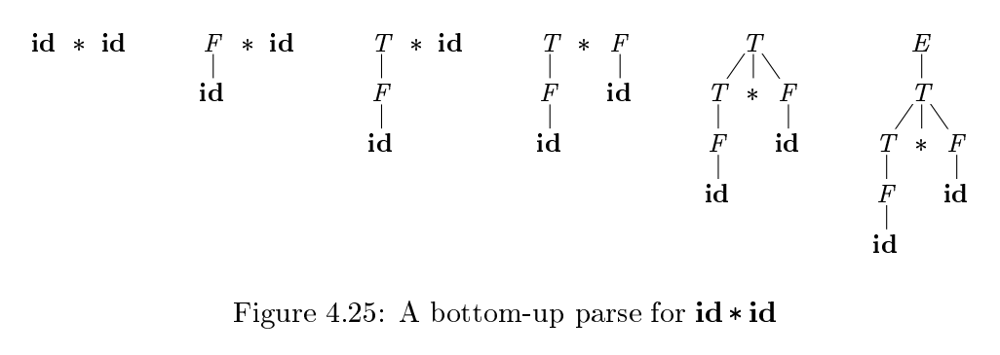 id * id F * id T * id T * F T E
id F id T * F T
id id F id T * F
id F id
id
Figure 4.25: A bottom-up parse for id * id